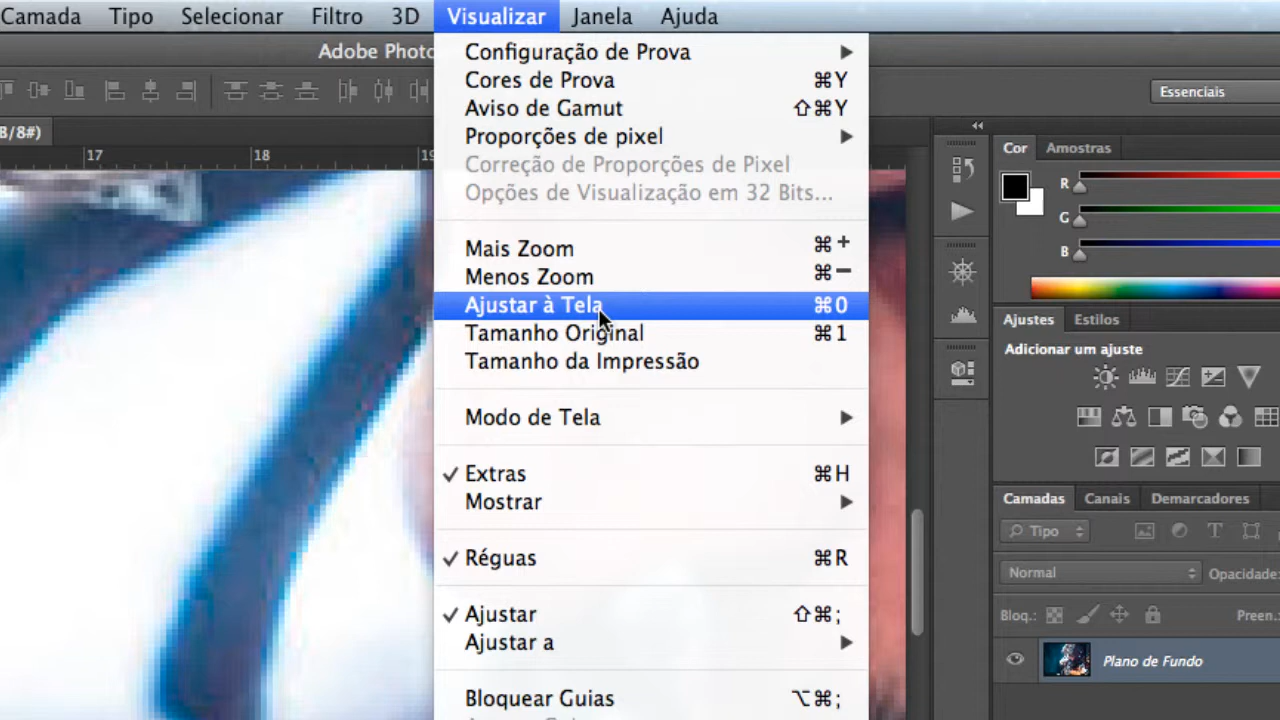 Camada Tipo Selecionar Filtro 3D Visualizar Janela Ajuda
Adobe Photo
Essenciais
B/8#)
17 18 19
Configuração de Prova
Cores de Prova ⌘Y
Aviso de Gamut ⇧⌘Y
Proporções de pixel
Correção de Proporções de Pixel
Opções de Visualização em 32 Bits...
Mais Zoom ⌘+
Menos Zoom ⌘−
Ajustar à Tela ⌘0
Tamanho Original ⌘1
Tamanho da Impressão
Modo de Tela
✓ Extras ⌘H
Mostrar
✓ Réguas ⌘R
✓ Ajustar ⇧⌘;
Ajustar a
Bloquear Guias ⌥⌘;
Cor Amostras
R
G
B
Ajustes Estilos
Adicionar um ajuste
Camadas Canais Demarcadores
Tipo
Normal Opacidade:
Bloq.: Preen.:
Plano de Fundo